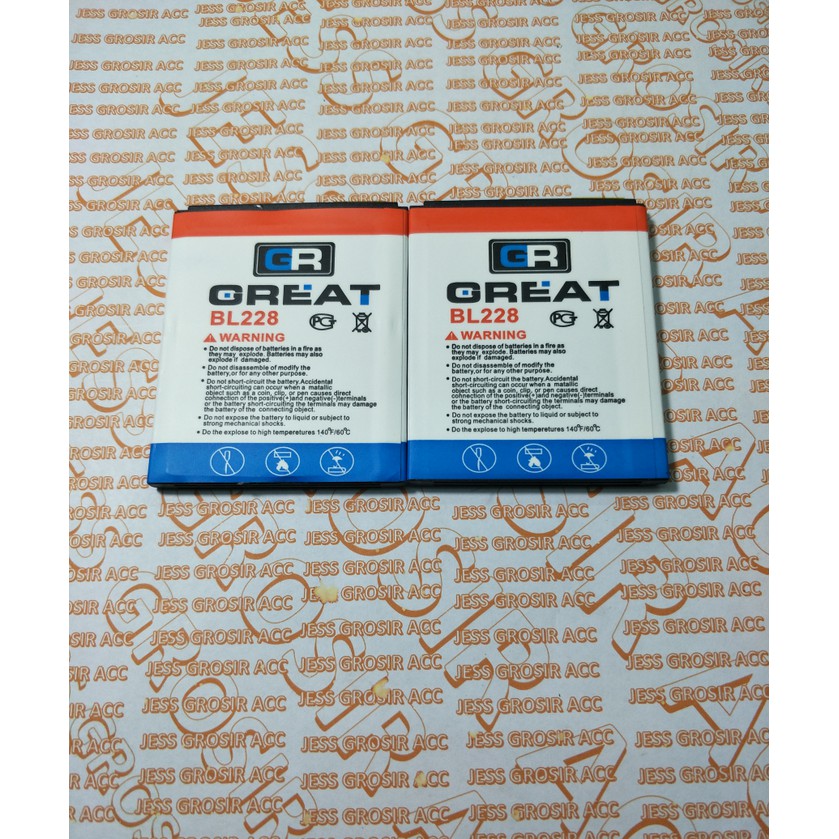 GR
GREAT
BL228
PCT
WARNING
• Do not dispose of batteries in a fire as
they may explode. Batteries may also
explode if damaged.
• Do not disassemble of modify the
battery,or for any other purpose.
• Do not short-circuit the battery.Accidental
short-circuiting can occur when a matallic
object such as a coin, clip, or pen causes direct
connection of the positive(+)and negative(-)terminals
or the battery short-circuiting the terminals may damage
the battery of the connecting object.
• Do not expose the battery to liquid or subject to
strong mechanical shocks.
• Do the explose to high temperetures 140°F/60°C
GR
GREAT
BL228
PCT
WARNING
• Do not dispose of batteries in a fire as
they may explode. Batteries may also
explode if damaged.
• Do not disassemble of modify the
battery,or for any other purpose.
• Do not short-circuit the battery.Accidental
short-circuiting can occur when a matallic
object such as a coin, clip, or pen causes direct
connection of the positive(+)and negative(-)terminals
or the battery short-circuiting the terminals may damage
the battery of the connecting object.
• Do not expose the battery to liquid or subject to
strong mechanical shocks.
• Do the explose to high temperetures 140°F/60°C
JESS GROSIR ACC